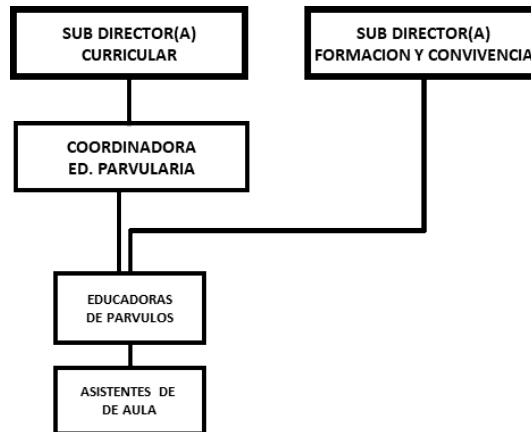 SUB DIRECTOR(A)
CURRICULAR
SUB DIRECTOR(A)
FORMACION Y CONVIVENCIA
COORDINADORA
ED. PARVULARIA
EDUCADORAS
DE PARVULOS
ASISTENTES DE
DE AULA